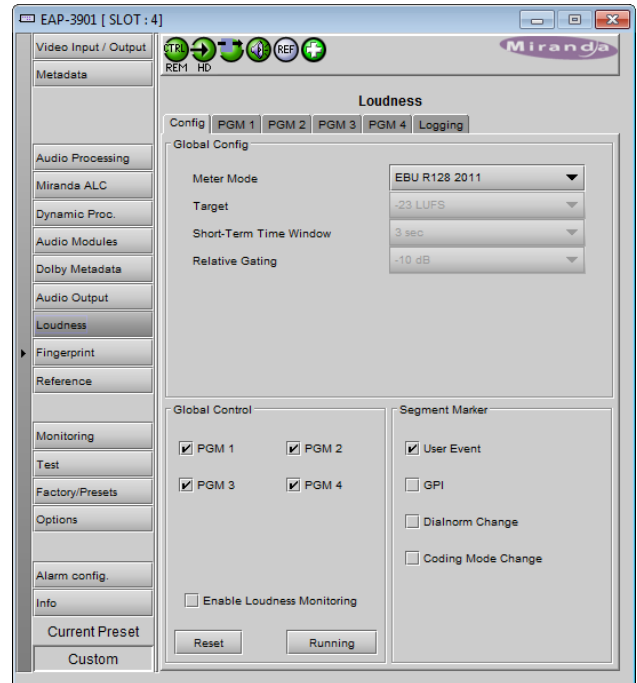 EAP-3901 [ SLOT : 4]
Video Input / Output
Metadata
Audio Processing
Miranda ALC
Dynamic Proc.
Audio Modules
Dolby Metadata
Audio Output
Loudness
Fingerprint
Reference
Monitoring
Test
Factory/Presets
Options
Alarm config.
Info
Current Preset
Custom
CTRL
REF
REM HD
Miranda
Loudness
Config PGM 1 PGM 2 PGM 3 PGM 4 Logging
Global Config
Meter Mode EBU R128 2011
Target -23 LUFS
Short-Term Time Window 3 sec
Relative Gating -10 dB
Global Control
PGM 1 PGM 2
PGM 3 PGM 4
Enable Loudness Monitoring
Reset Running
Segment Marker
User Event
GPI
Dialnorm Change
Coding Mode Change